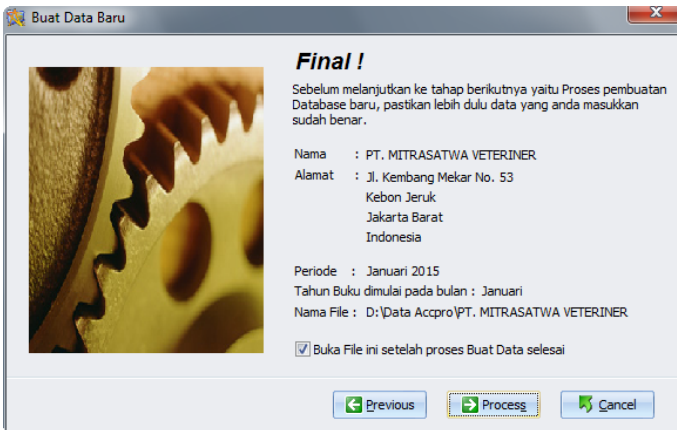 Buat Data Baru
Final !
Sebelum melanjutkan ke tahap berikutnya yaitu Proses pembuatan
Database baru, pastikan lebih dulu data yang anda masukkan
sudah benar.
Nama : PT. MITRASATWA VETERINER
Alamat : Jl. Kembang Mekar No. 53
Kebon Jeruk
Jakarta Barat
Indonesia
Periode : Januari 2015
Tahun Buku dimulai pada bulan : Januari
Nama File : D:\Data Accpro\PT. MITRASATWA VETERINER
Buka File ini setelah proses Buat Data selesai
Previous Process Cancel